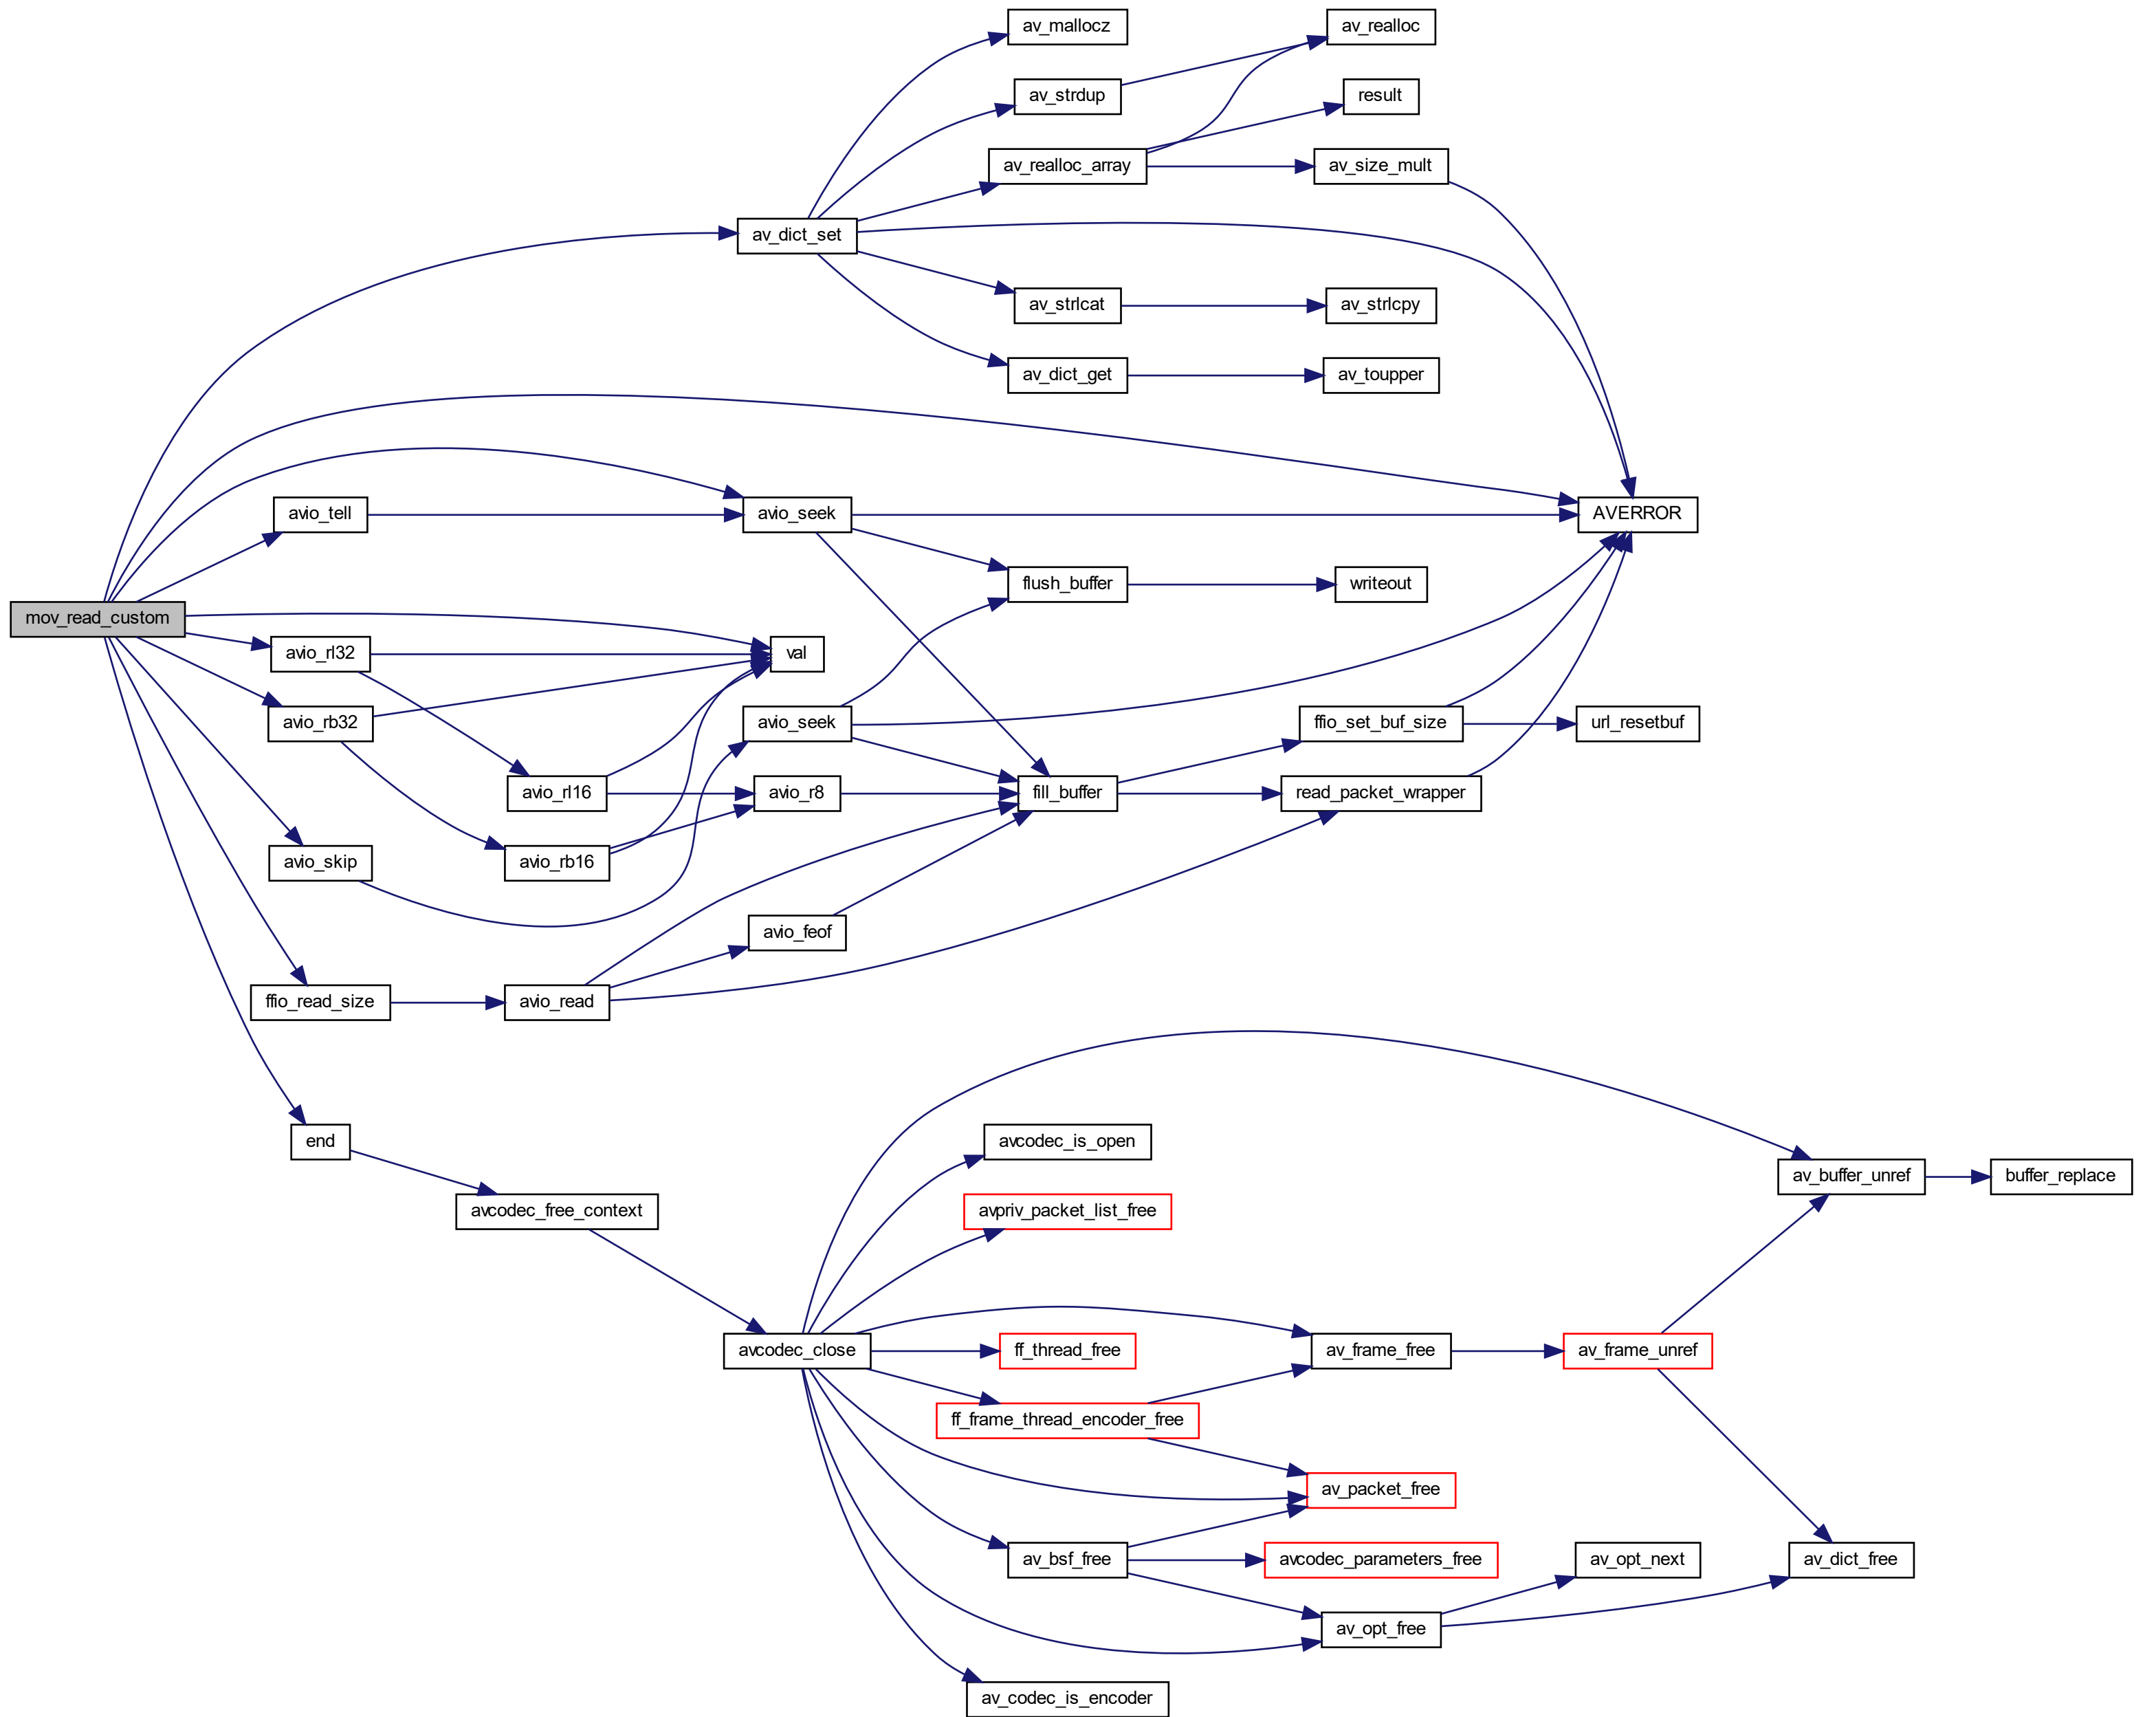 av_mallocz
av_realloc
av_strdup
result
av_realloc_array
av_size_mult
av_dict_set
av_strlcat
av_strlcpy
av_dict_get
av_toupper
avio_tell
avio_seek
AVERROR
flush_buffer
writeout
mov_read_custom
avio_rl32
val
avio_rb32
avio_seek
ffio_set_buf_size
url_resetbuf
avio_rl16
avio_r8
fill_buffer
read_packet_wrapper
avio_skip
avio_rb16
avio_feof
ffio_read_size
avio_read
end
avcodec_is_open
av_buffer_unref
buffer_replace
avcodec_free_context
avpriv_packet_list_free
avcodec_close
ff_thread_free
av_frame_free
av_frame_unref
ff_frame_thread_encoder_free
av_packet_free
av_bsf_free
avcodec_parameters_free
av_opt_next
av_dict_free
av_opt_free
av_codec_is_encoder